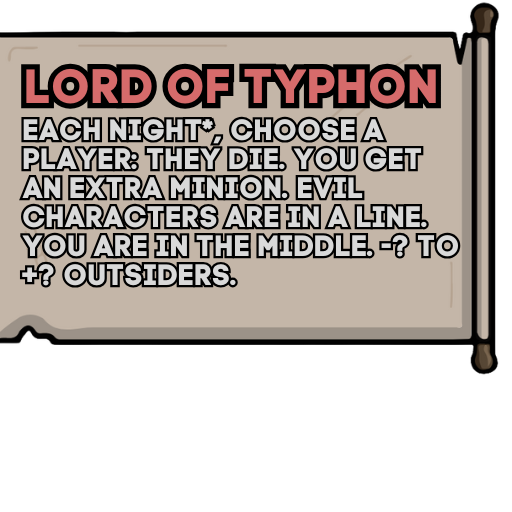 LORD OF TYPHON
EACH NIGHT*, CHOOSE A
PLAYER: THEY DIE. YOU GET
AN EXTRA MINION. EVIL
CHARACTERS ARE IN A LINE.
YOU ARE IN THE MIDDLE. -? TO
+? OUTSIDERS.